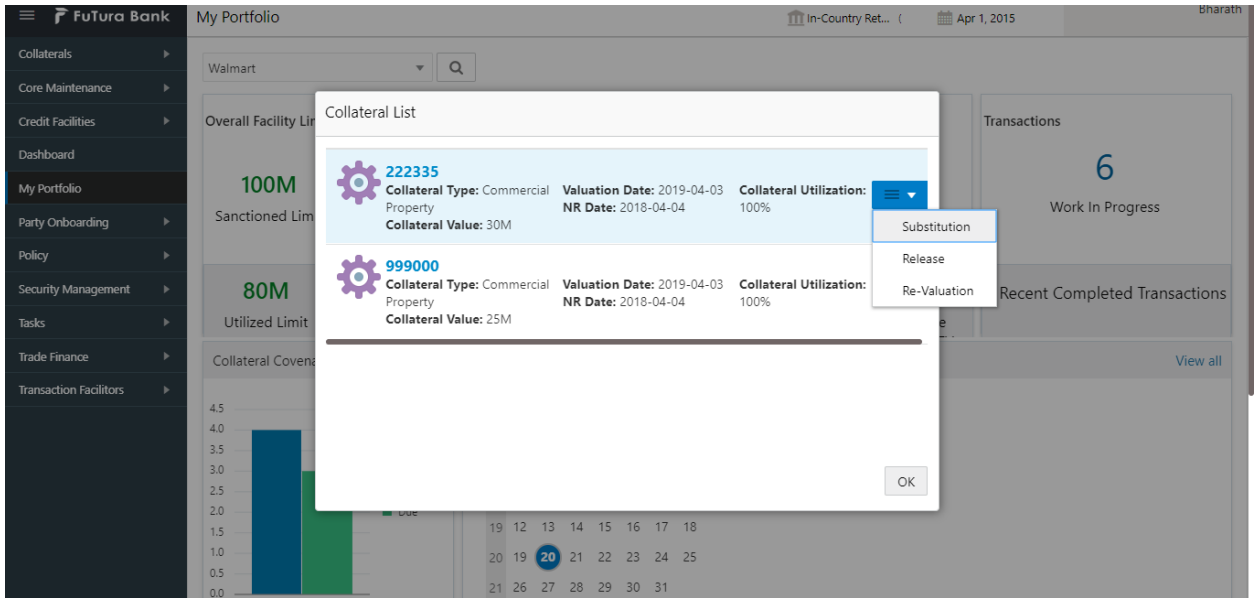 FuTura Bank
My Portfolio
In-Country Ret... (
Apr 1, 2015
Bharath
Collaterals
Core Maintenance
Credit Facilities
Dashboard
My Portfolio
Party Onboarding
Policy
Security Management
Tasks
Trade Finance
Transaction Facilitors
Walmart
Overall Facility Lir
100M
Sanctioned Lim
80M
Utilized Limit
Transactions
6
Work In Progress
Recent Completed Transactions
Collateral List
222335
Collateral Type: Commercial Property
Collateral Value: 30M
Valuation Date: 2019-04-03
NR Date: 2018-04-04
Collateral Utilization:
100%
999000
Collateral Type: Commercial Property
Collateral Value: 25M
Valuation Date: 2019-04-03
NR Date: 2018-04-04
Collateral Utilization:
100%
Substitution
Release
Re-Valuation
OK
Collateral Covena
View all
4.5
4.0
3.5
3.0
2.5
2.0
1.5
1.0
0.5
0.0
19 12 13 14 15 16 17 18
20 19 20 21 22 23 24 25
21 26 27 28 29 30 31